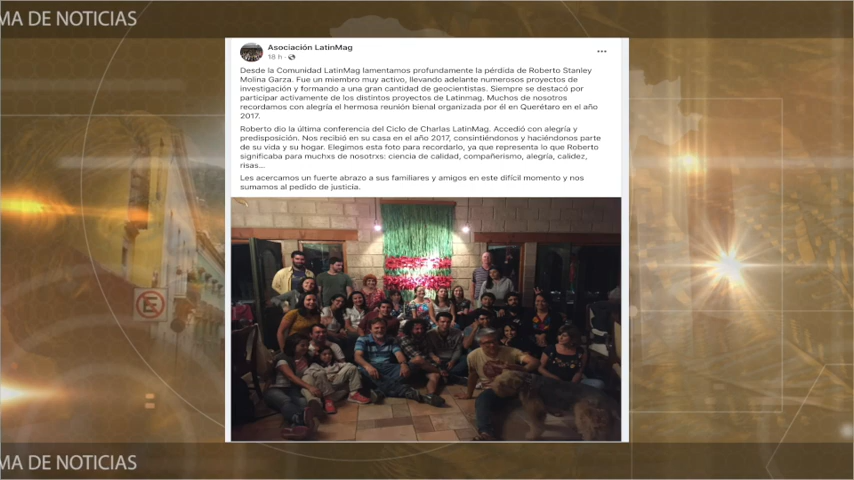 MA DE NOTICIAS
Asociación LatinMag
18 h ·
Desde la Comunidad LatinMag lamentamos profundamente la pérdida de Roberto Stanley
Molina Garza. Fue un miembro muy activo, llevando adelante numerosos proyectos de
investigación y formando a una gran cantidad de geocientistas. Siempre se destacó por
participar activamente de los distintos proyectos de Latinmag. Muchos de nosotros
recordamos con alegría el hermosa reunión bienal organizada por él en Querétaro en el año
2017.
Roberto dio la última conferencia del Ciclo de Charlas LatinMag. Accedió con alegría y
predisposición. Nos recibió en su casa en el año 2017, consintiéndonos y haciéndonos parte
de su vida y su hogar. Elegimos esta foto para recordarlo, ya que representa lo que Roberto
significaba para muchxs de nosotrxs: ciencia de calidad, compañerismo, alegría, calidez,
risas...
Les acercamos un fuerte abrazo a sus familiares y amigos en este difícil momento y nos
sumamos al pedido de justicia.
E
MA DE NOTICIAS